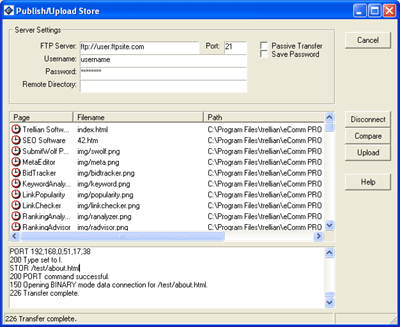 Publish/Upload Store
Server Settings
FTP Server: ftp://user.ftpsite.com Port: 21
Passive Transfer
Username: username
Save Password
Password: ********
Remote Directory:
Cancel
Disconnect
Compare
Upload
Help
Page Filename Path
Trellian Softw... index.html C:\Program Files\trellian\eComm PRO
SEO Software 42.htm C:\Program Files\trellian\eComm PRO
SubmitWolf P... img/swolf.png C:\Program Files\trellian\eComm PRO
MetaEditor img/meta.png C:\Program Files\trellian\eComm PRO
BidTracker img/bidtracker.png C:\Program Files\trellian\eComm PRO
KeywordAnaly... img/keyword.png C:\Program Files\trellian\eComm PRO
LinkPopularity img/popularity.png C:\Program Files\trellian\eComm PRO
LinkChecker img/linkchecker.png C:\Program Files\trellian\eComm PRO
RankingAnaly... img/ranalyzer.png C:\Program Files\trellian\eComm PRO
RankingAdvisor img/radvisor.png C:\Program Files\trellian\eComm PRO
PORT 192,168,0,51,17,38
200 Type set to I.
STOR /test/about.html
200 PORT command successful.
150 Opening BINARY mode data connection for /test/about.html.
226 Transfer complete.
226 Transfer complete.